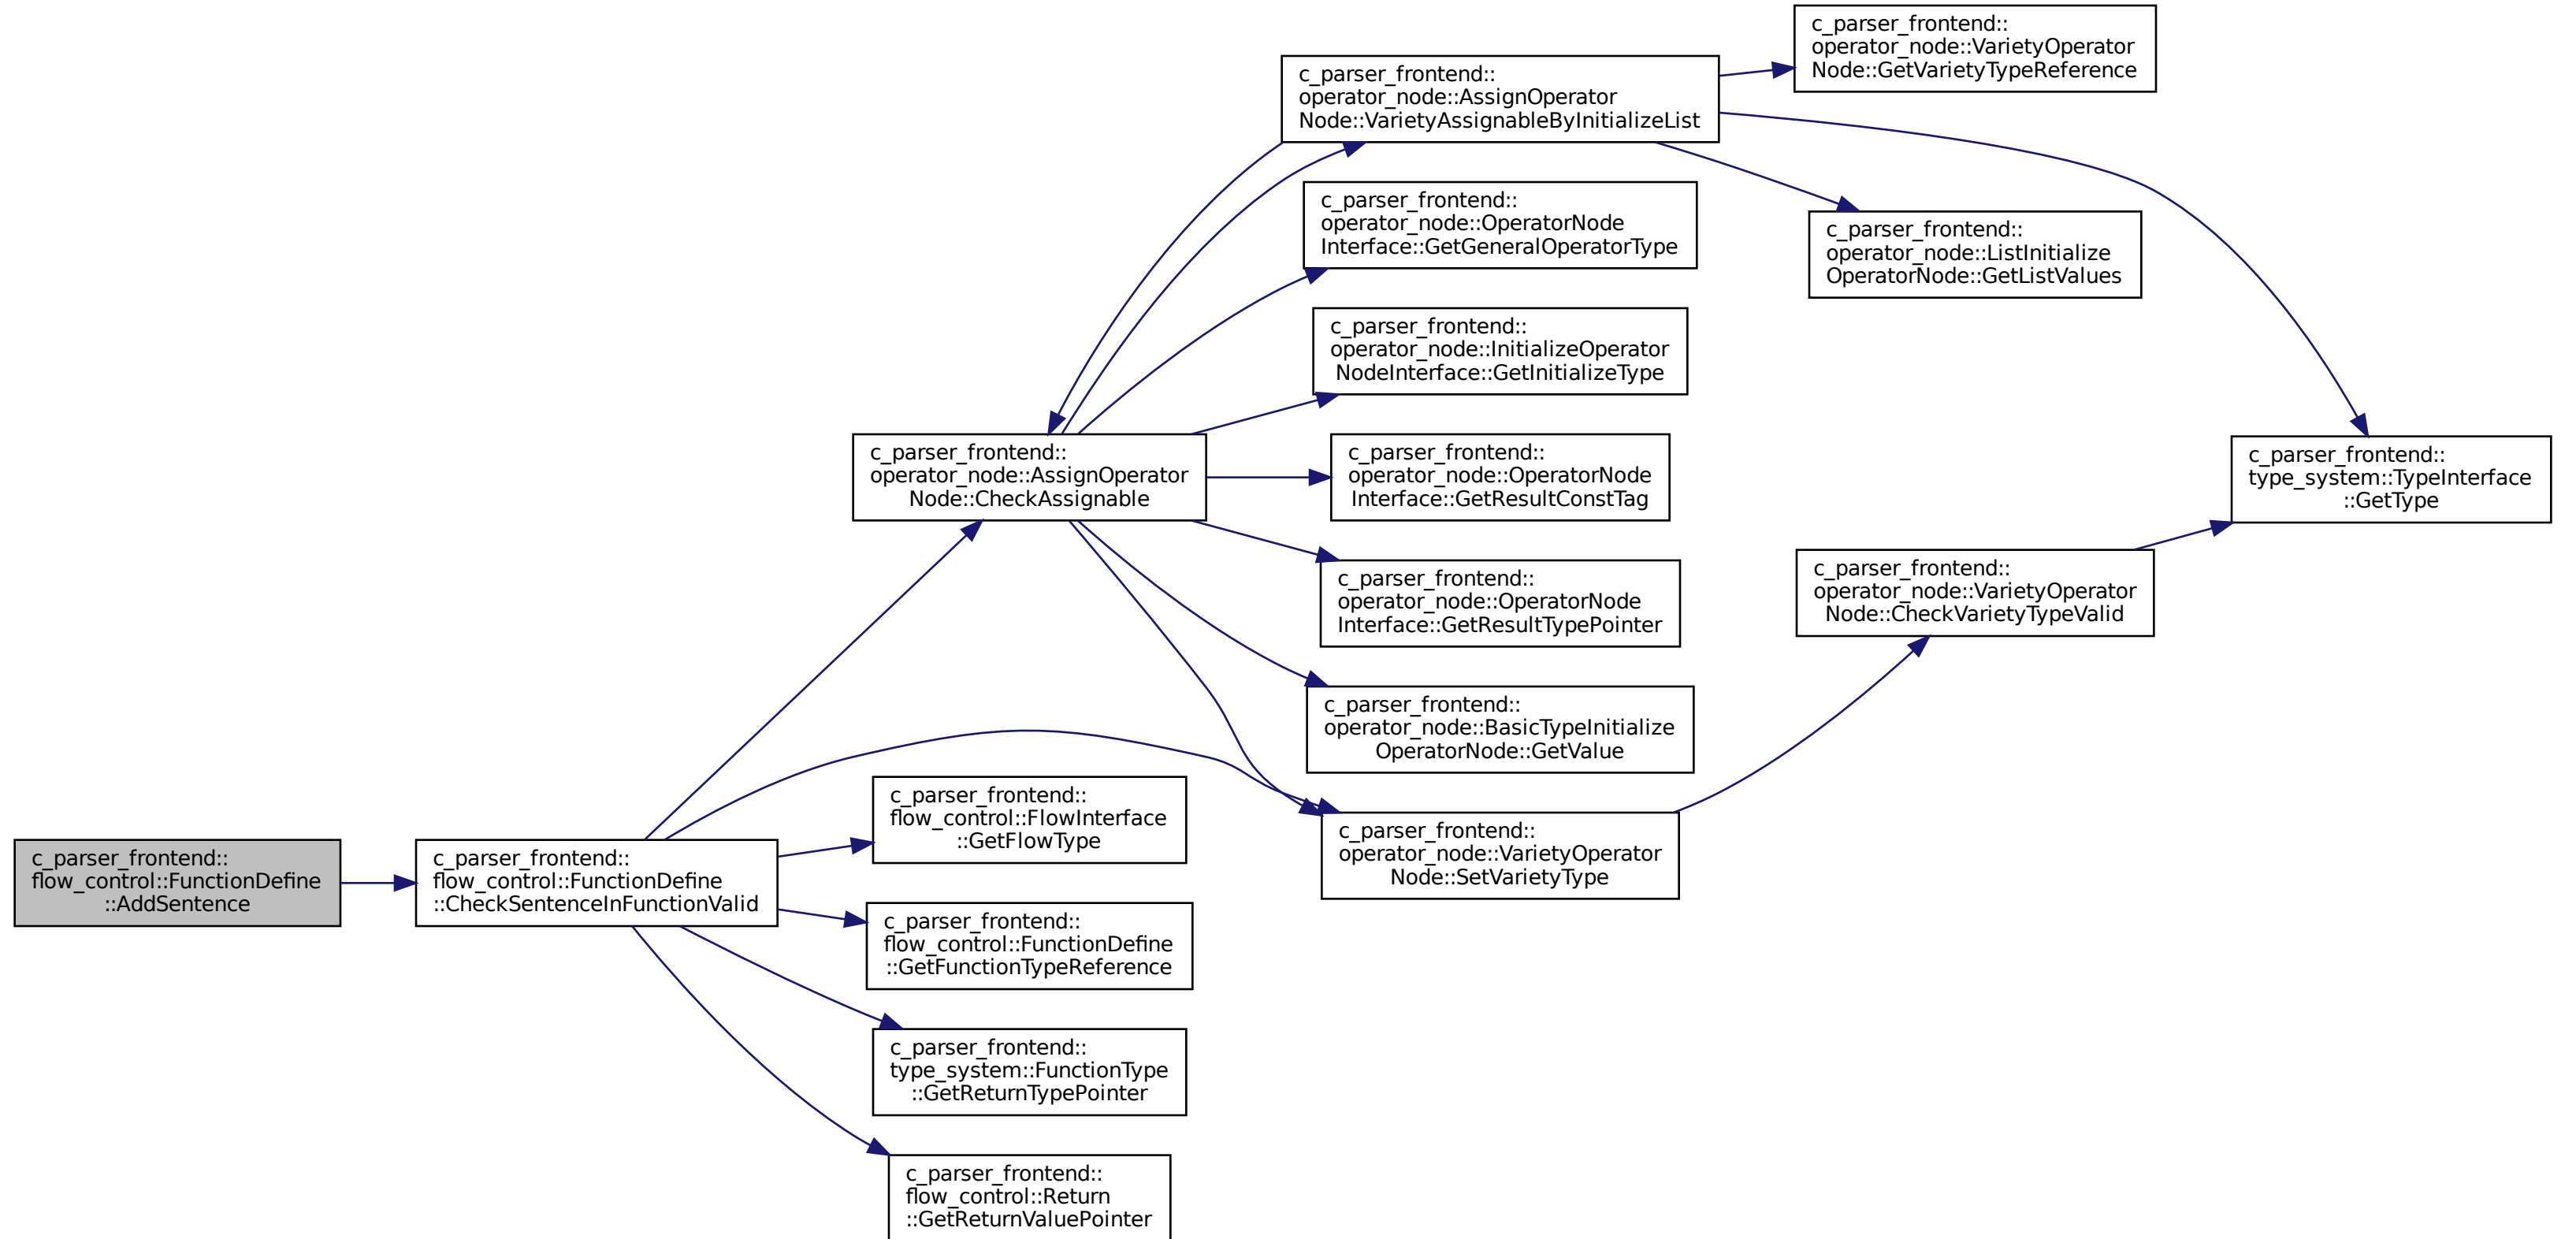 c_parser_frontend::
operator_node::VarietyOperator
Node::GetVarietyTypeReference
c_parser_frontend::
operator_node::AssignOperator
Node::VarietyAssignableByInitializeList
c_parser_frontend::
operator_node::OperatorNode
Interface::GetGeneralOperatorType
c_parser_frontend::
operator_node::ListInitialize
OperatorNode::GetListValues
c_parser_frontend::
operator_node::InitializeOperator
NodeInterface::GetInitializeType
c_parser_frontend::
operator_node::AssignOperator
Node::CheckAssignable
c_parser_frontend::
operator_node::OperatorNode
Interface::GetResultConstTag
c_parser_frontend::
type_system::TypeInterface
::GetType
c_parser_frontend::
operator_node::OperatorNode
Interface::GetResultTypePointer
c_parser_frontend::
operator_node::VarietyOperator
Node::CheckVarietyTypeValid
c_parser_frontend::
operator_node::BasicTypeInitialize
OperatorNode::GetValue
c_parser_frontend::
flow_control::FlowInterface
::GetFlowType
c_parser_frontend::
operator_node::VarietyOperator
Node::SetVarietyType
c_parser_frontend::
flow_control::FunctionDefine
::AddSentence
c_parser_frontend::
flow_control::FunctionDefine
::CheckSentenceInFunctionValid
c_parser_frontend::
flow_control::FunctionDefine
::GetFunctionTypeReference
c_parser_frontend::
type_system::FunctionType
::GetReturnTypePointer
c_parser_frontend::
flow_control::Return
::GetReturnValuePointer